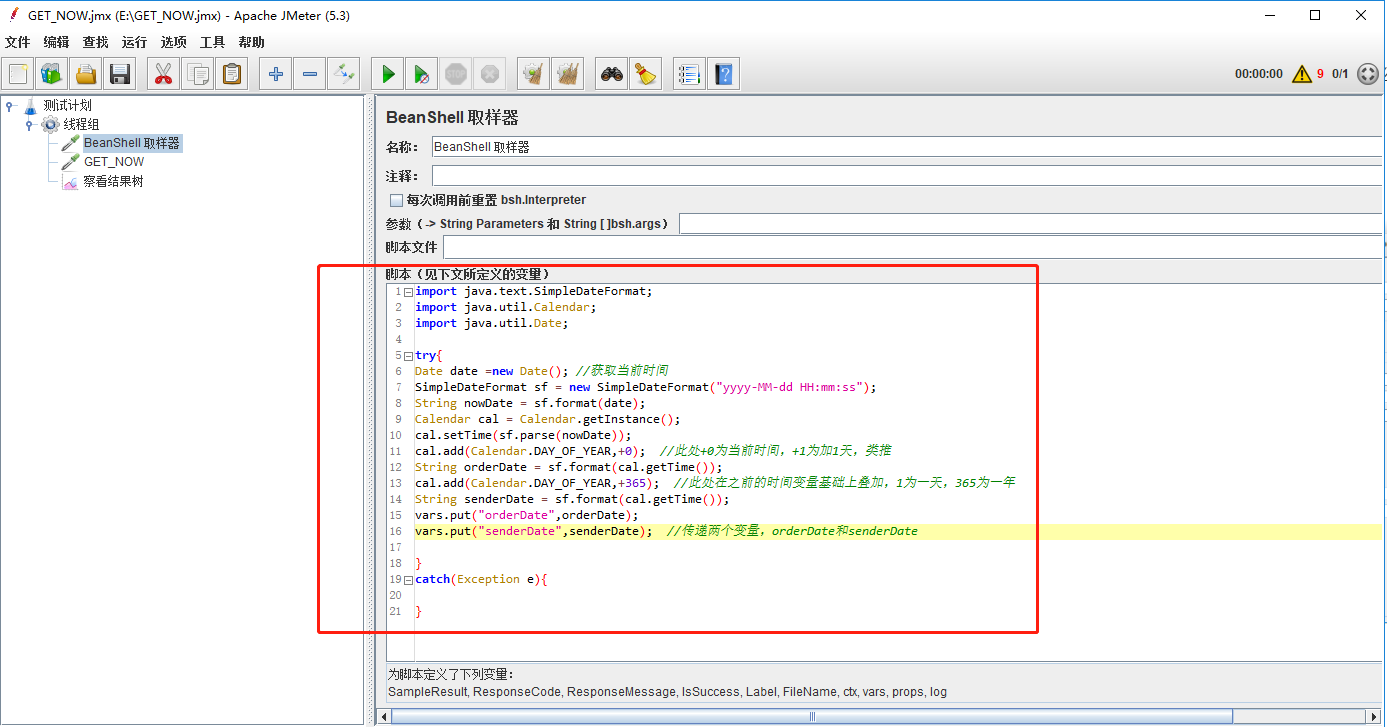 GET_NOW.jmx (E:\GET_NOW.jmx) - Apache JMeter (5.3)
文件 编辑 查找 运行 选项 工具 帮助
STOP
00:00:00 9 0/1
测试计划
线程组
BeanShell 取样器
GET_NOW
察看结果树
BeanShell 取样器
名称： BeanShell 取样器
注释：
每次调用前重置 bsh.Interpreter
参数（-> String Parameters 和 String [ ]bsh.args）
脚本文件
脚本（见下文所定义的变量）
1 import java.text.SimpleDateFormat;
2 import java.util.Calendar;
3 import java.util.Date;
4
5 try{
6 Date date =new Date(); //获取当前时间
7 SimpleDateFormat sf = new SimpleDateFormat("yyyy-MM-dd HH:mm:ss");
8 String nowDate = sf.format(date);
9 Calendar cal = Calendar.getInstance();
10 cal.setTime(sf.parse(nowDate));
11 cal.add(Calendar.DAY_OF_YEAR,+0);  //此处+0为当前时间，+1为加1天，类推
12 String orderDate = sf.format(cal.getTime());
13 cal.add(Calendar.DAY_OF_YEAR,+365);  //此处在之前的时间变量基础上叠加，1为一天，365为一年
14 String senderDate = sf.format(cal.getTime());
15 vars.put("orderDate",orderDate);
16 vars.put("senderDate",senderDate);  //传递两个变量，orderDate和senderDate
17
18 }
19 catch(Exception e){
20
21 }
为脚本定义了下列变量：
SampleResult, ResponseCode, ResponseMessage, IsSuccess, Label, FileName, ctx, vars, props, log